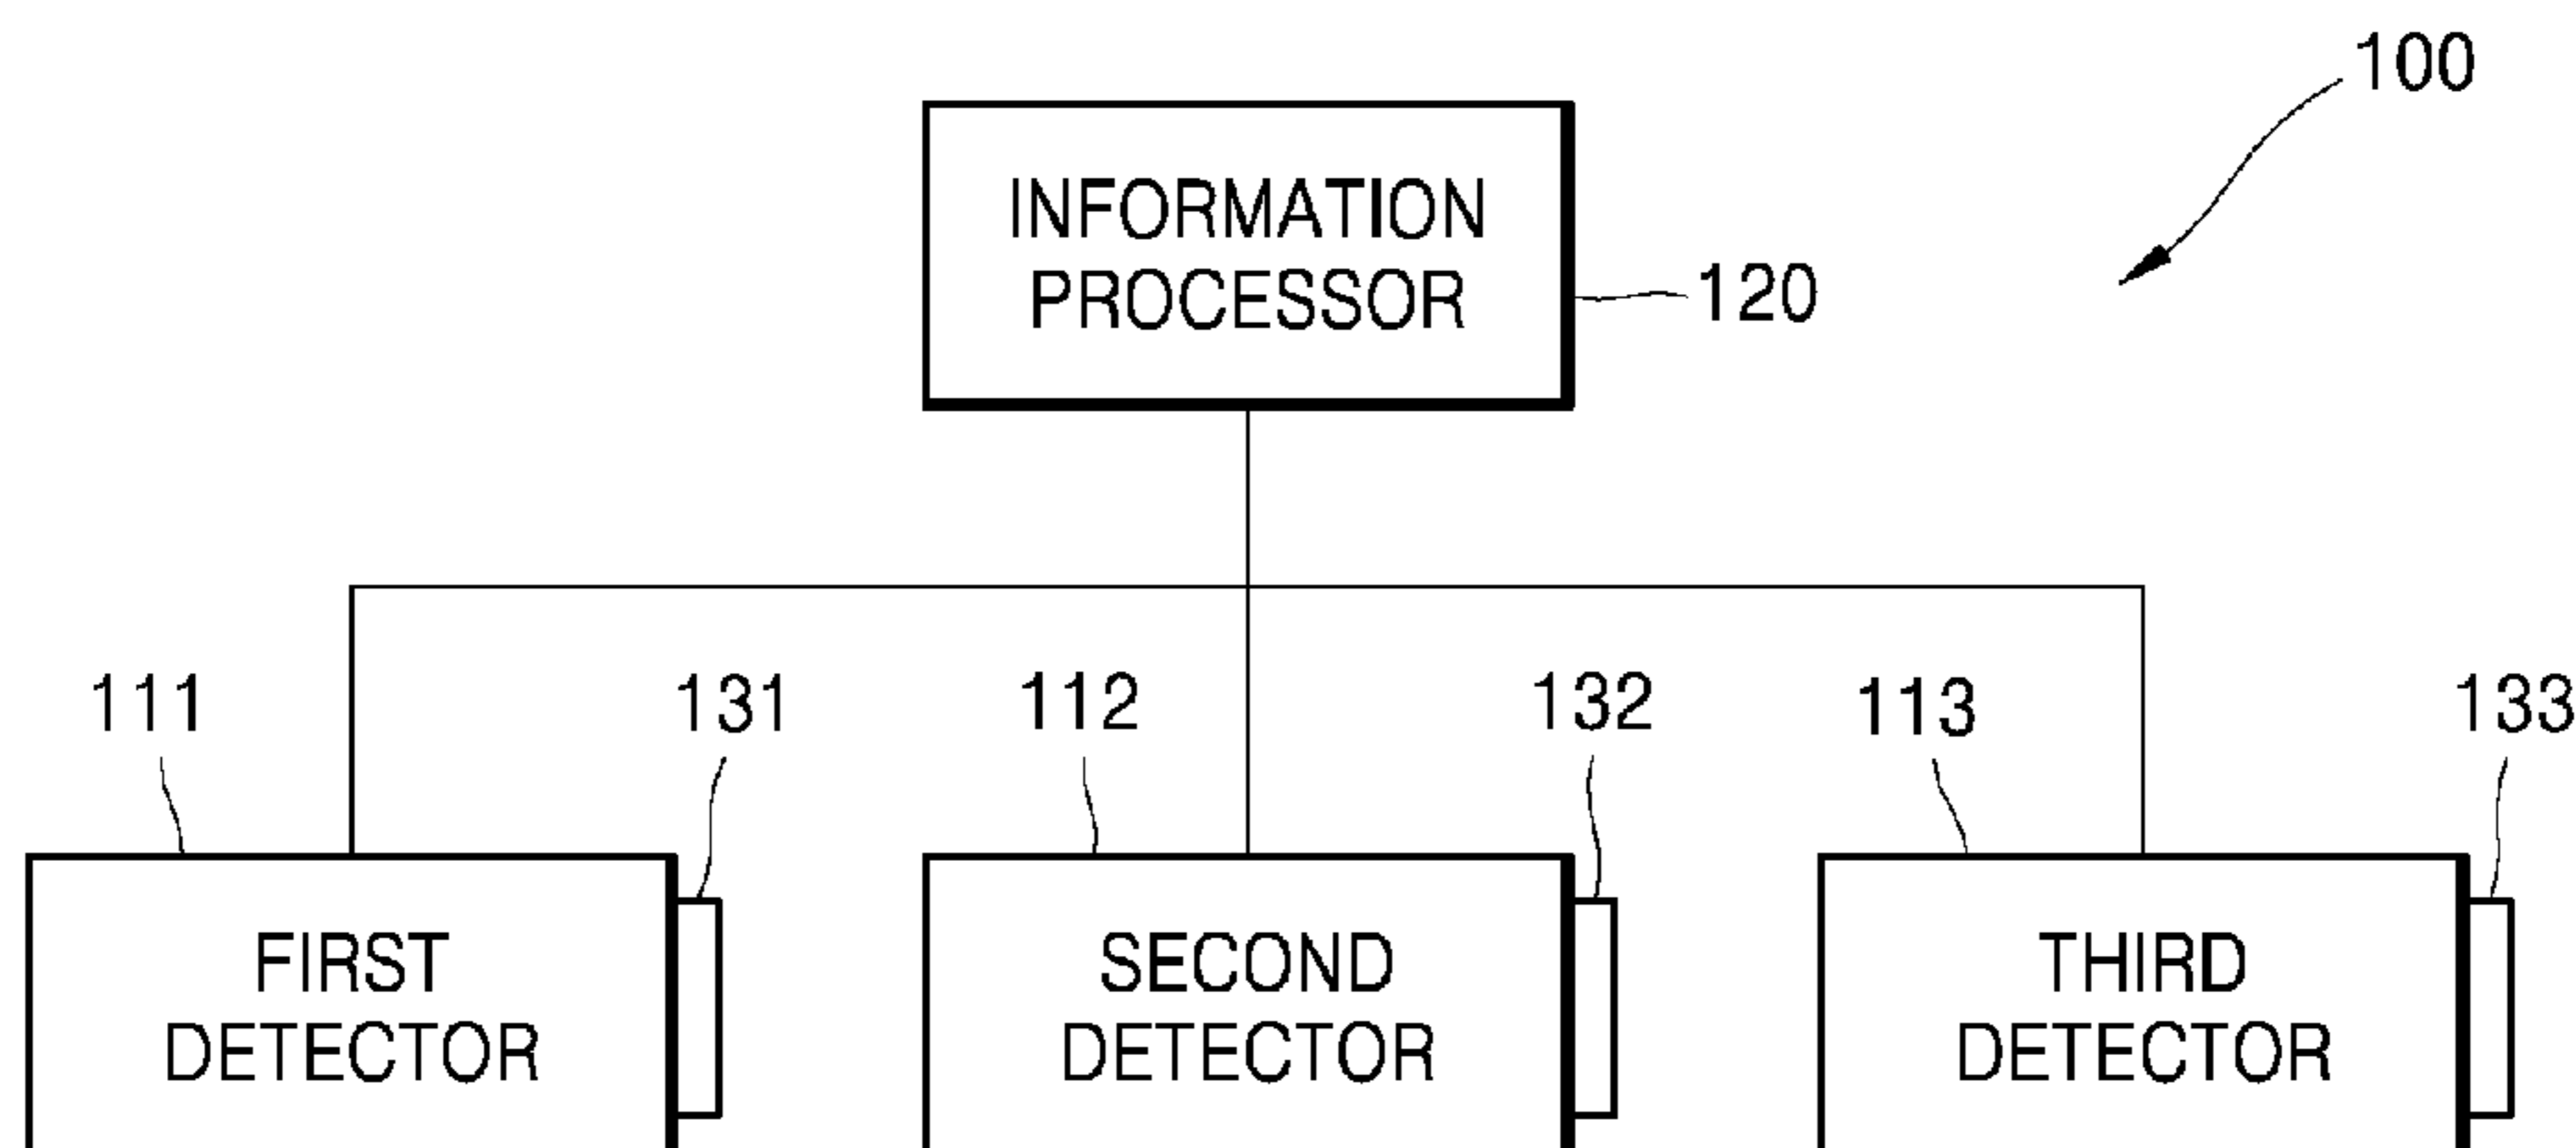 100
INFORMATION
PROCESSOR
120
111
131
112
132
113
133
FIRST
DETECTOR
SECOND
DETECTOR
THIRD
DETECTOR